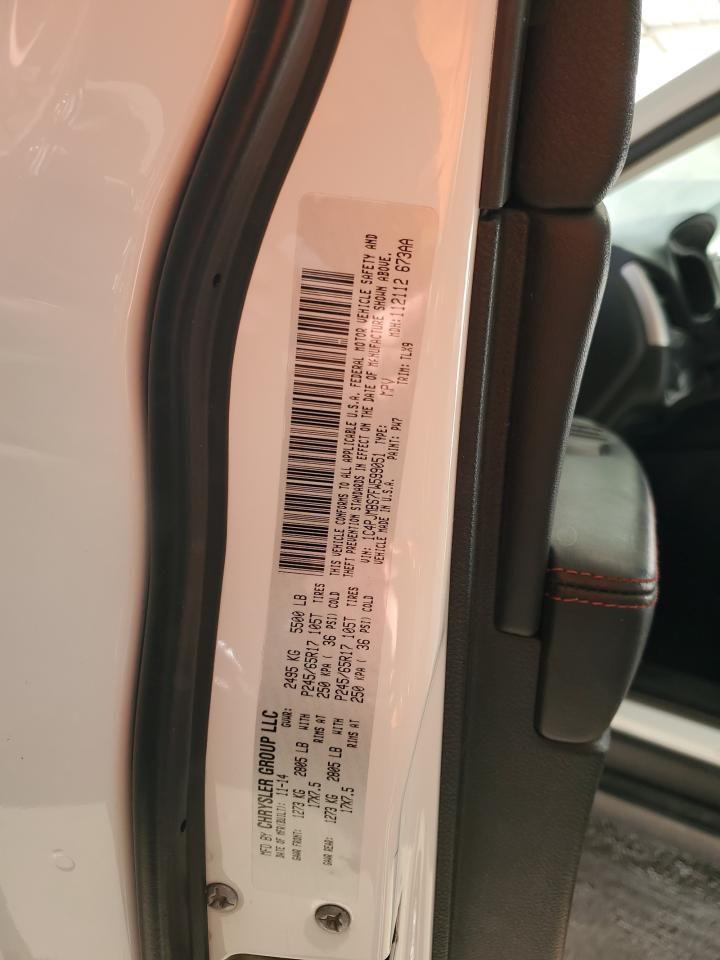 MFD BY CHRYSLER GROUP LLC
DATE OF MFR(BUILT): 11-14 GVWR: 2495 KG 5500 LB
GAWR FRONT: 1273 KG 2805 LB WITH P245/65R17 105T TIRES
17X7.5 RIMS AT 250 KPA ( 36 PSI) COLD
GAWR REAR: 1273 KG 2805 LB WITH P245/65R17 105T TIRES
17X7.5 RIMS AT 250 KPA ( 36 PSI) COLD
THIS VEHICLE CONFORMS TO ALL APPLICABLE U.S.A. FEDERAL MOTOR VEHICLE SAFETY AND
THEFT PREVENTION STANDARDS IN EFFECT ON THE DATE OF MANUFACTURE SHOWN ABOVE.
VIN: 1C4PJMBS7FW599051 TYPE: MPV MDH:112112 673AA
VEHICLE MADE IN U.S.A. PAINT: PW7 TRIM: TLX9